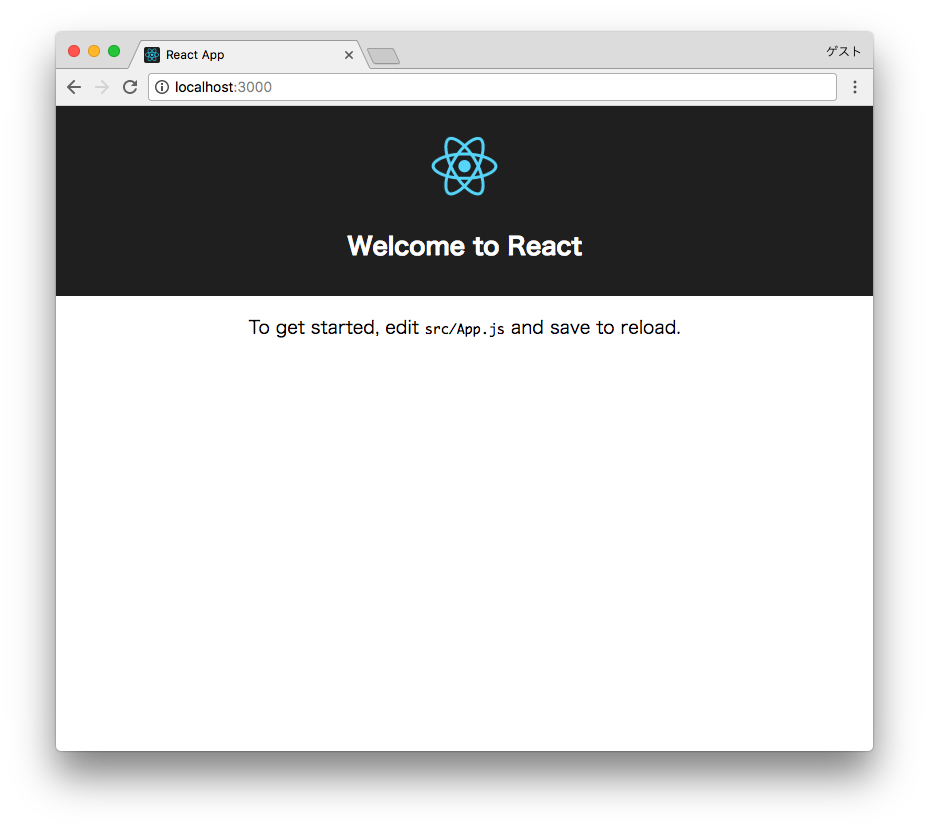 React App
ゲスト
localhost:3000
Welcome to React
To get started, edit src/App.js and save to reload.